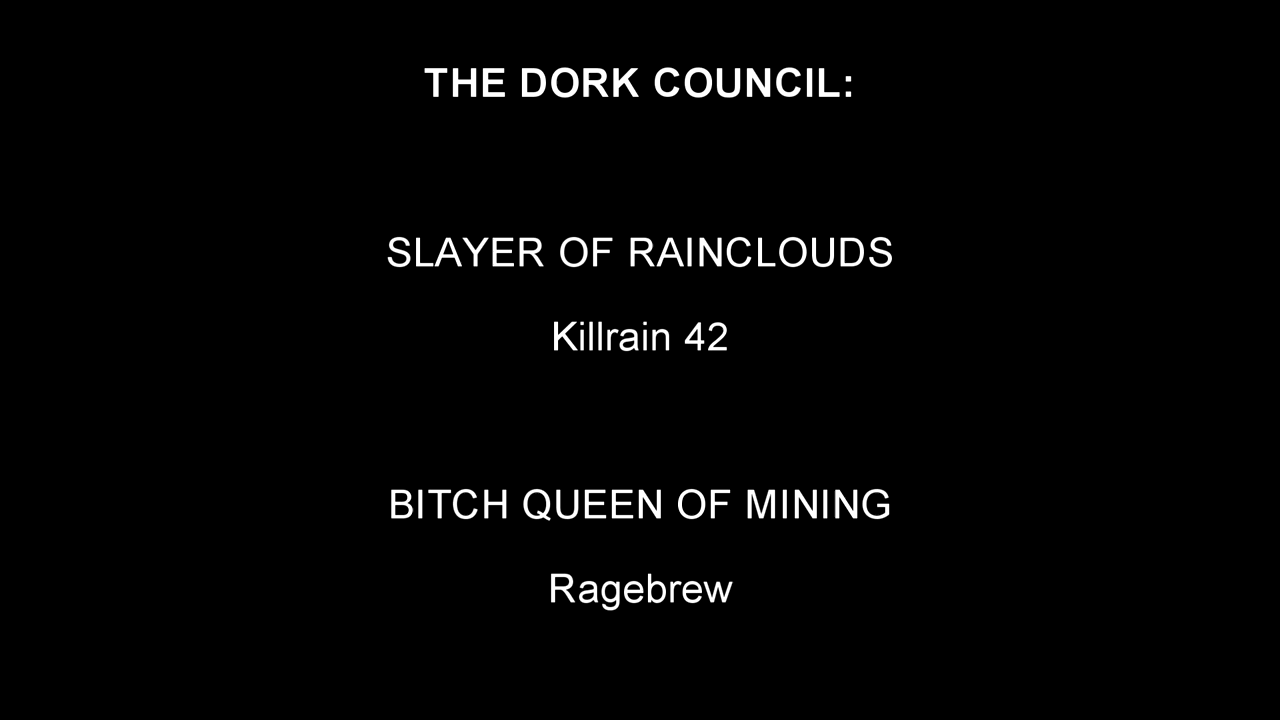 THE DORK COUNCIL:
SLAYER OF RAINCLOUDS
Killrain 42
BITCH QUEEN OF MINING
Ragebrew